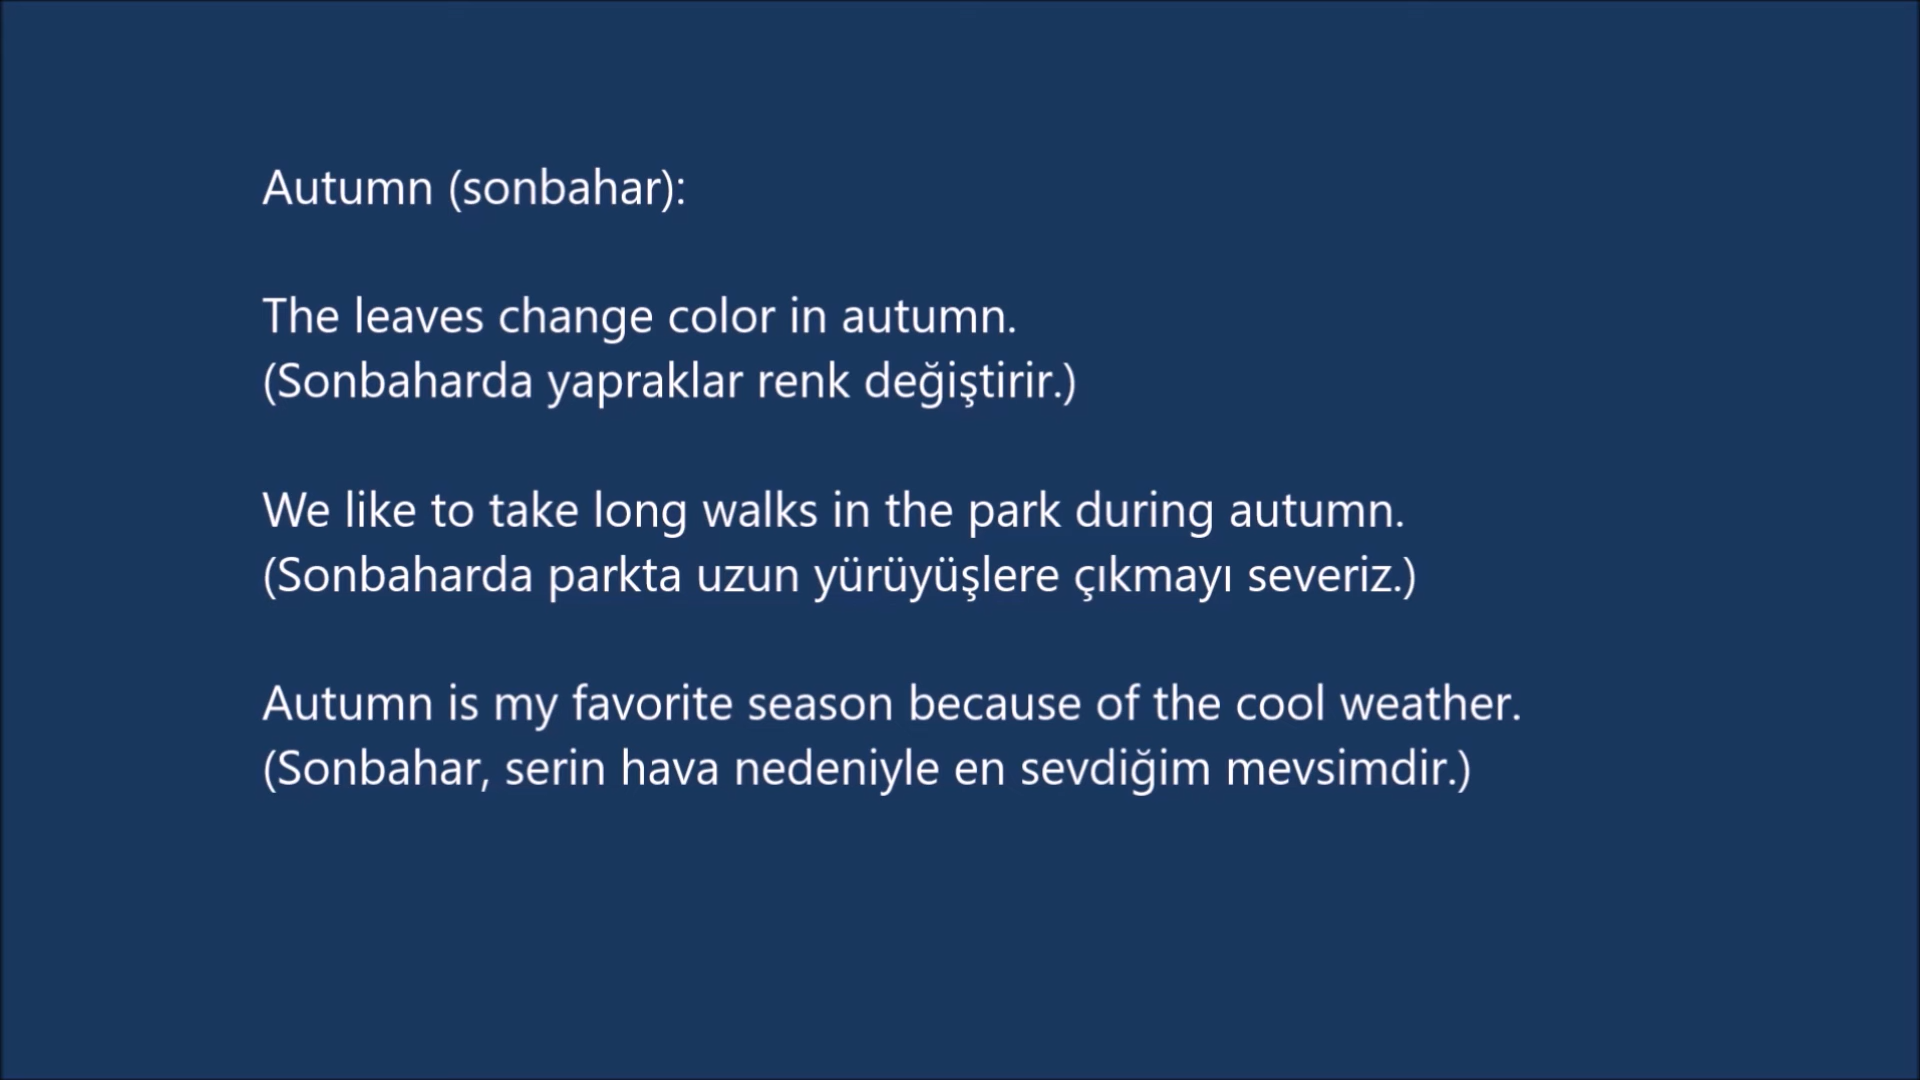 Autumn (sonbahar):
The leaves change color in autumn.
(Sonbaharda yapraklar renk değiştirir.)
We like to take long walks in the park during autumn.
(Sonbaharda parkta uzun yürüyüşlere çıkmayı severiz.)
Autumn is my favorite season because of the cool weather.
(Sonbahar, serin hava nedeniyle en sevdiğim mevsimdir.)